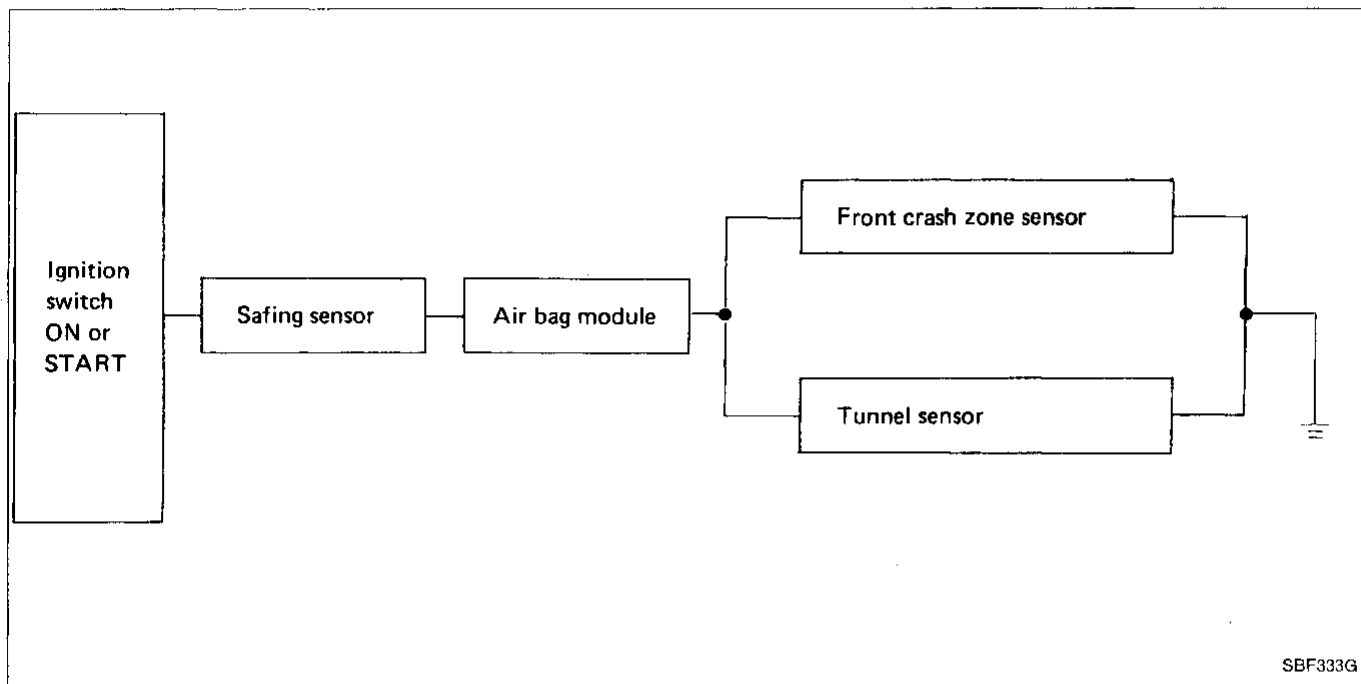 Ignition
switch
ON or
START
Safing sensor
Air bag module
Front crash zone sensor
Tunnel sensor
SBF333G